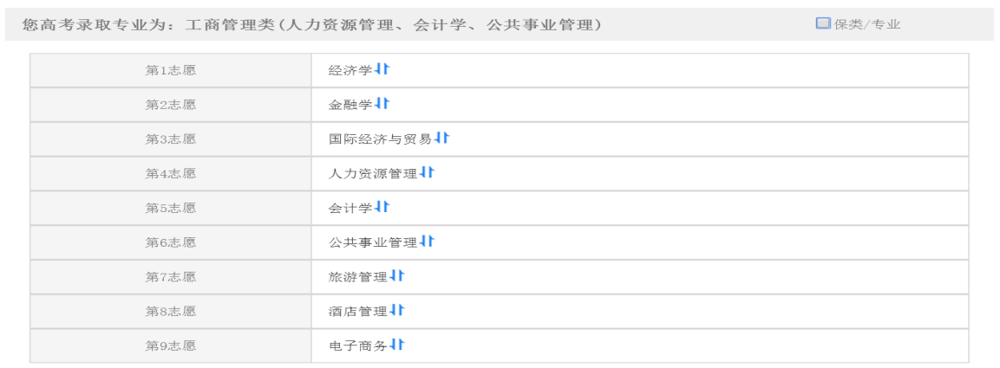 您高考录取专业为：工商管理类(人力资源管理、会计学、公共事业管理) 保类/专业
第1志愿 经济学
第2志愿 金融学
第3志愿 国际经济与贸易
第4志愿 人力资源管理
第5志愿 会计学
第6志愿 公共事业管理
第7志愿 旅游管理
第8志愿 酒店管理
第9志愿 电子商务